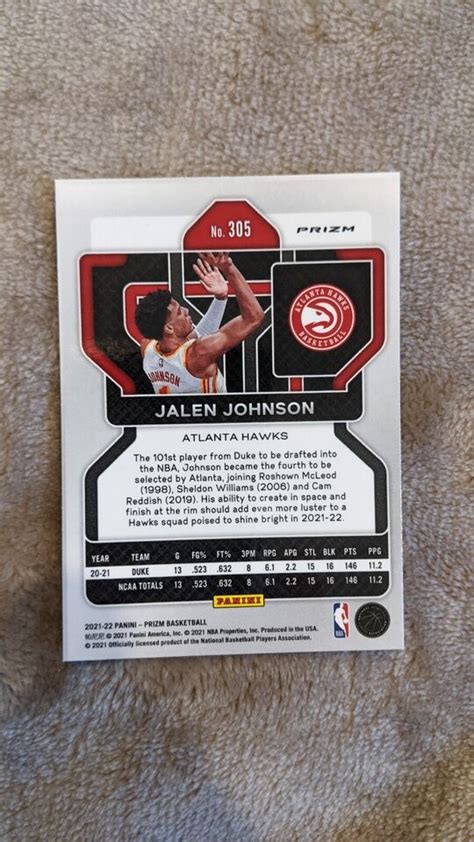 No. 305
PRIZM
ATLANTA HAWKS
BASKETBALL
JOHNSON
1
JALEN JOHNSON
ATLANTA HAWKS
The 101st player from Duke to be drafted into
the NBA, Johnson became the fourth to be
selected by Atlanta, joining Roshown McLeod
(1998), Sheldon Williams (2006) and Cam
Reddish (2019). His ability to create in space and
finish at the rim should add even more luster to a
Hawks squad poised to shine bright in 2021-22.
YEAR TEAM G FG% FT% 3PM RPG APG STL BLK PTS PPG
20-21 DUKE 13 .523 .632 8 6.1 2.2 15 16 146 11.2
NCAA TOTALS 13 .523 .632 8 6.1 2.2 15 16 146 11.2
PANINI
2021-22 PANINI – PRIZM BASKETBALL
帕尼尼 © 2021 Panini America, Inc. © 2021 NBA Properties, Inc. Produced in the USA.
© 2021 Officially licensed product of the National Basketball Players Association.
NBA